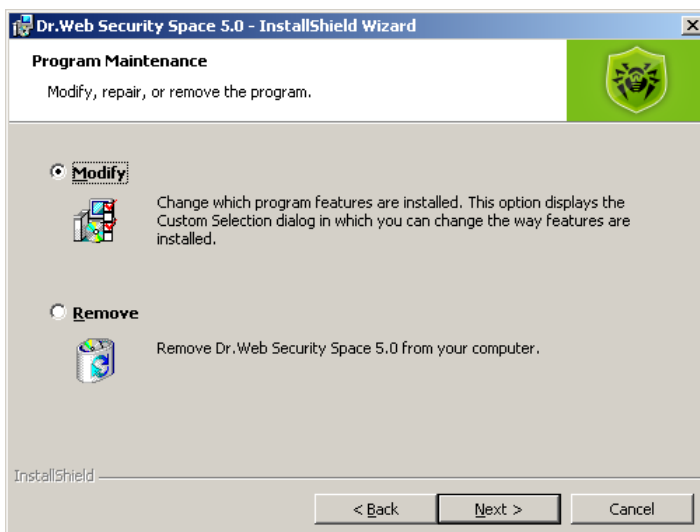 Dr.Web Security Space 5.0 - InstallShield Wizard
Program Maintenance
Modify, repair, or remove the program.
Modify
Change which program features are installed. This option displays the
Custom Selection dialog in which you can change the way features are
installed.
Remove
Remove Dr.Web Security Space 5.0 from your computer.
InstallShield
< Back Next > Cancel